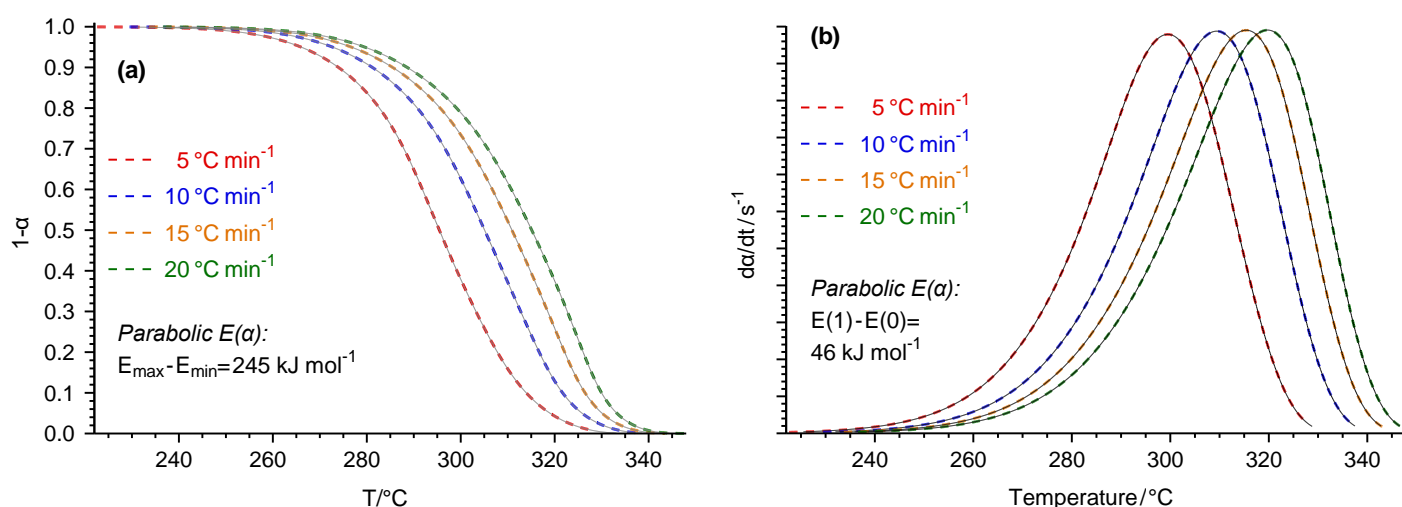 1.0
0.9
0.8
0.7
0.6
0.5
0.4
0.3
0.2
0.1
0.0
1-α
(a)
5 °C min⁻¹
10 °C min⁻¹
15 °C min⁻¹
20 °C min⁻¹
Parabolic E(α):
Emax-Emin=245 kJ mol⁻¹
240 260 280 300 320 340
T/°C
dα/dt / s⁻¹
(b)
5 °C min⁻¹
10 °C min⁻¹
15 °C min⁻¹
20 °C min⁻¹
Parabolic E(α):
E(1)-E(0)=
46 kJ mol⁻¹
240 260 280 300 320 340
Temperature / °C